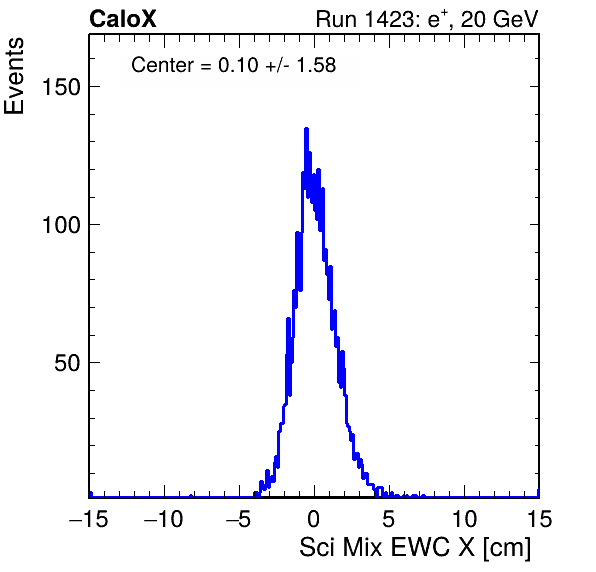 CaloX Run 1423: e⁺, 20 GeV
Events
Center = 0.10 +/- 1.58
150
100
50
−15 −10 −5 0 5 10 15
Sci Mix EWC X [cm]